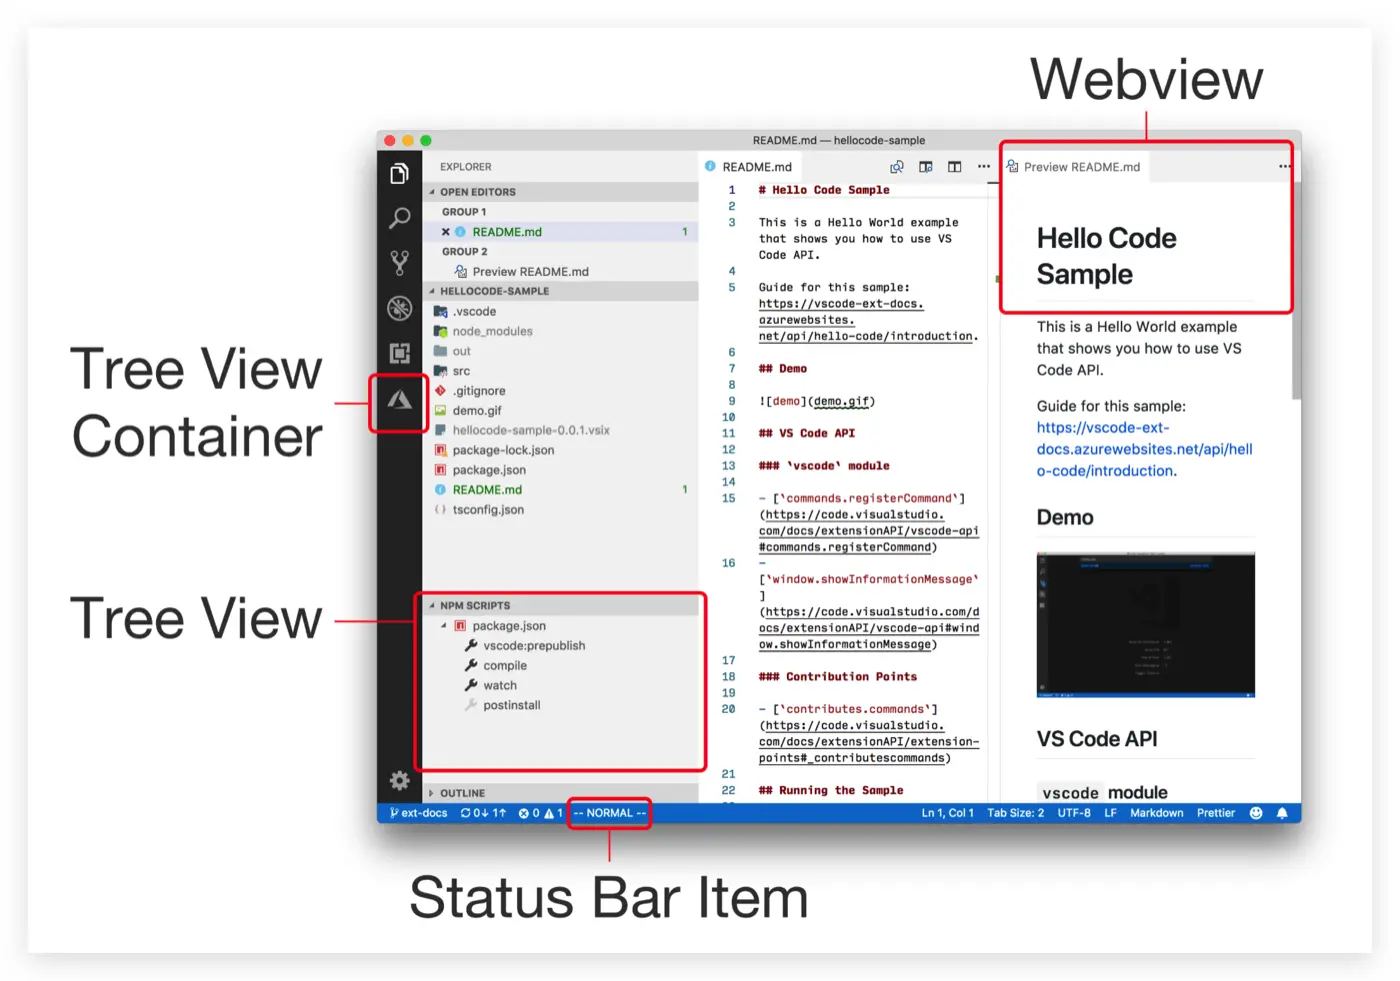 Webview
README.md — hellocode-sample
EXPLORER
OPEN EDITORS
GROUP 1
README.md 1
GROUP 2
Preview README.md
HELLOCODE-SAMPLE
.vscode
node_modules
out
src
.gitignore
demo.gif
hellocode-sample-0.0.1.vsix
package-lock.json
package.json
README.md 1
tsconfig.json
NPM SCRIPTS
package.json
vscode:prepublish
compile
watch
postinstall
OUTLINE
README.md
1 # Hello Code Sample
2
3 This is a Hello World example
that shows you how to use VS
Code API.
4
5 Guide for this sample:
https://vscode-ext-docs.
azurewebsites.
net/api/hello-code/introduction.
6
7 ## Demo
8
9 ![demo](demo.gif)
10
11 ## VS Code API
12
13 ### `vscode` module
14
15 - [`commands.registerCommand`]
(https://code.visualstudio.
com/docs/extensionAPI/vscode-api
#commands.registerCommand)
16 -
[`window.showInformationMessage`
]
(https://code.visualstudio.com/d
ocs/extensionAPI/vscode-api#wind
ow.showInformationMessage)
17
18 ### Contribution Points
19
20 - [`contributes.commands`]
(https://code.visualstudio.
com/docs/extensionAPI/extension-
points#_contributescommands)
21
22 ## Running the Sample
Preview README.md
Hello Code
Sample
This is a Hello World example
that shows you how to use VS
Code API.
Guide for this sample:
https://vscode-ext-
docs.azurewebsites.net/api/hell
o-code/introduction.
Demo
VS Code API
vscode module
ext-docs 0↓ 1↑ 0 1 -- NORMAL -- Ln 1, Col 1 Tab Size: 2 UTF-8 LF Markdown Prettier
Tree View
Container
Tree View
Status Bar Item